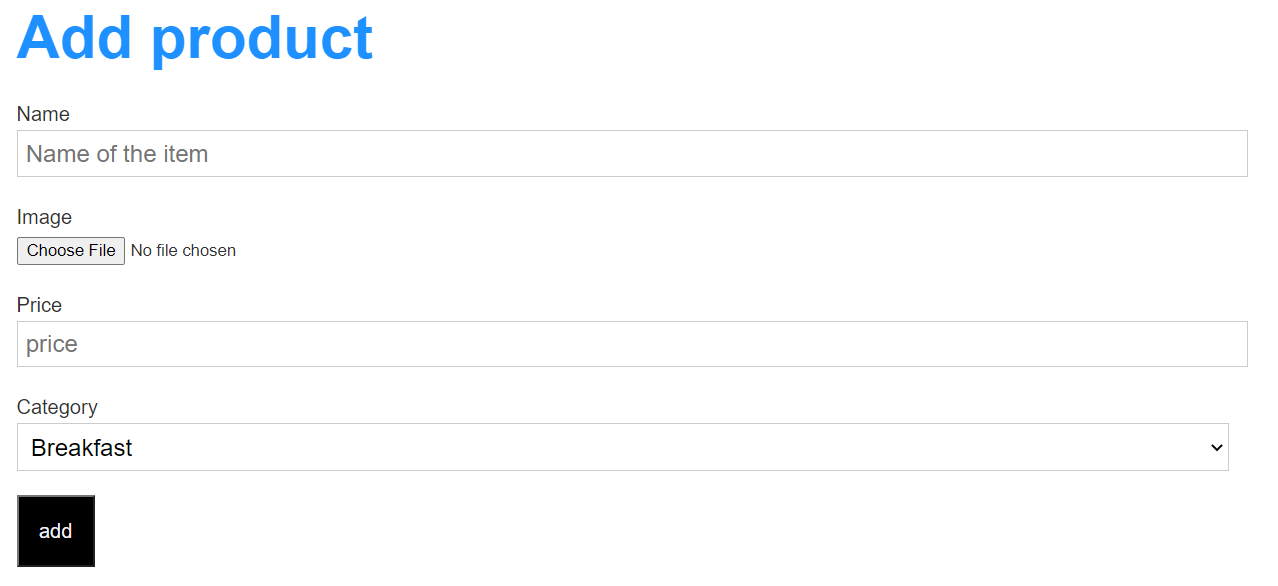 Add product
Name
Name of the item
Image
Choose File No file chosen
Price
price
Category
Breakfast
add